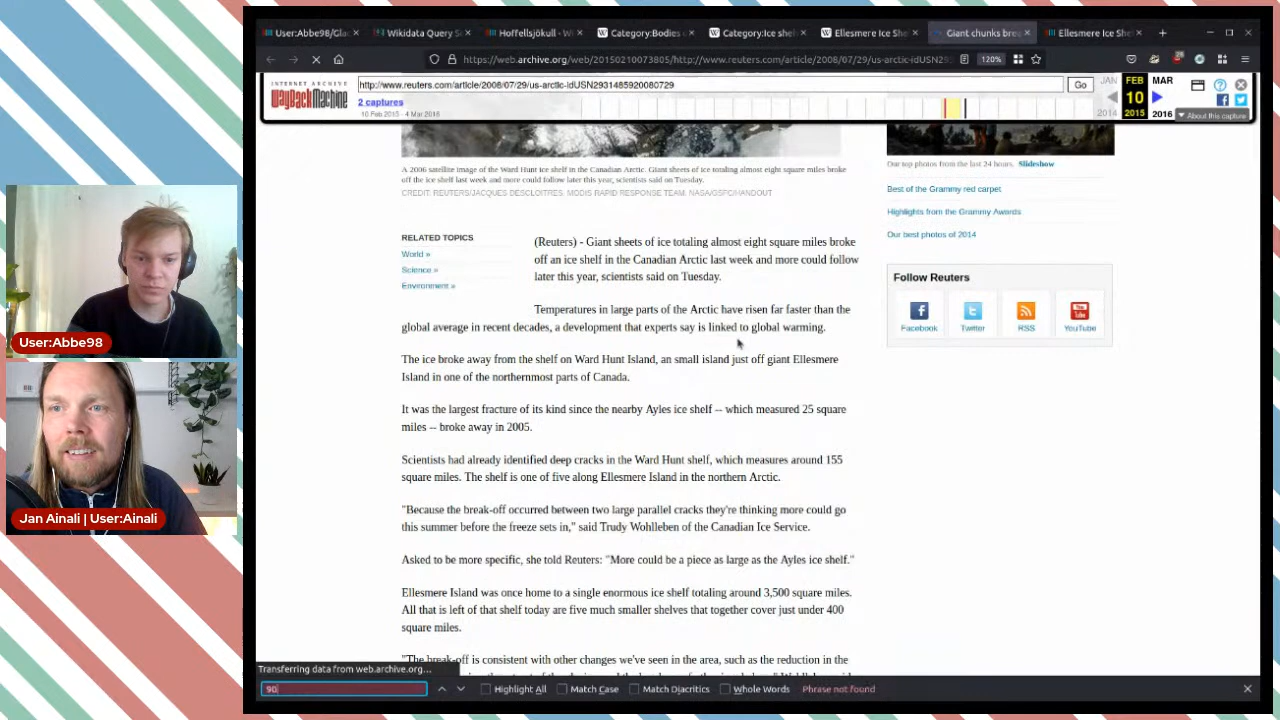 User:Abbe98/Glac
Wikidata Query Se
Hoffellsjökull - Wi
Category:Bodies o
Category:Ice shelv
Ellesmere Ice She
Giant chunks brea
Ellesmere Ice She
https://web.archive.org/web/20150210073805/http://www.reuters.com/article/2008/07/29/us-arctic-idUSN29
120%
INTERNET ARCHIVE
WayBackMachine
http://www.reuters.com/article/2008/07/29/us-arctic-idUSN2931485920080729
Go
JAN
FEB
MAR
2 captures
10
10 Feb 2015 - 4 Mar 2016
2014
2015
2016
About this capture
A 2006 satellite image of the Ward Hunt ice shelf in the Canadian Arctic. Giant sheets of ice totaling almost eight square miles broke
off the ice shelf last week and more could follow later this year, scientists said on Tuesday.
CREDIT: REUTERS/JACQUES DESCLOITRES. MODIS RAPID RESPONSE TEAM. NASA/GSFC/HANDOUT
Our top photos from the last 24 hours. Slideshow
Best of the Grammy red carpet
Highlights from the Grammy Awards
Our best photos of 2014
Follow Reuters
Facebook
Twitter
RSS
YouTube
RELATED TOPICS
World »
Science »
Environment »
(Reuters) - Giant sheets of ice totaling almost eight square miles broke
off an ice shelf in the Canadian Arctic last week and more could follow
later this year, scientists said on Tuesday.
Temperatures in large parts of the Arctic have risen far faster than the
global average in recent decades, a development that experts say is linked to global warming.
The ice broke away from the shelf on Ward Hunt Island, an small island just off giant Ellesmere
Island in one of the northernmost parts of Canada.
It was the largest fracture of its kind since the nearby Ayles ice shelf -- which measured 25 square
miles -- broke away in 2005.
Scientists had already identified deep cracks in the Ward Hunt shelf, which measures around 155
square miles. The shelf is one of five along Ellesmere Island in the northern Arctic.
"Because the break-off occurred between two large parallel cracks they're thinking more could go
this summer before the freeze sets in," said Trudy Wohlleben of the Canadian Ice Service.
Asked to be more specific, she told Reuters: "More could be a piece as large as the Ayles ice shelf."
Ellesmere Island was once home to a single enormous ice shelf totaling around 3,500 square miles.
All that is left of that shelf today are five much smaller shelves that together cover just under 400
square miles.
"The break-off is consistent with other changes we've seen in the area, such as the reduction in the
Transferring data from web.archive.org...
90
Highlight All
Match Case
Match Diacritics
Whole Words
Phrase not found
User:Abbe98
Jan Ainali | User:Ainali